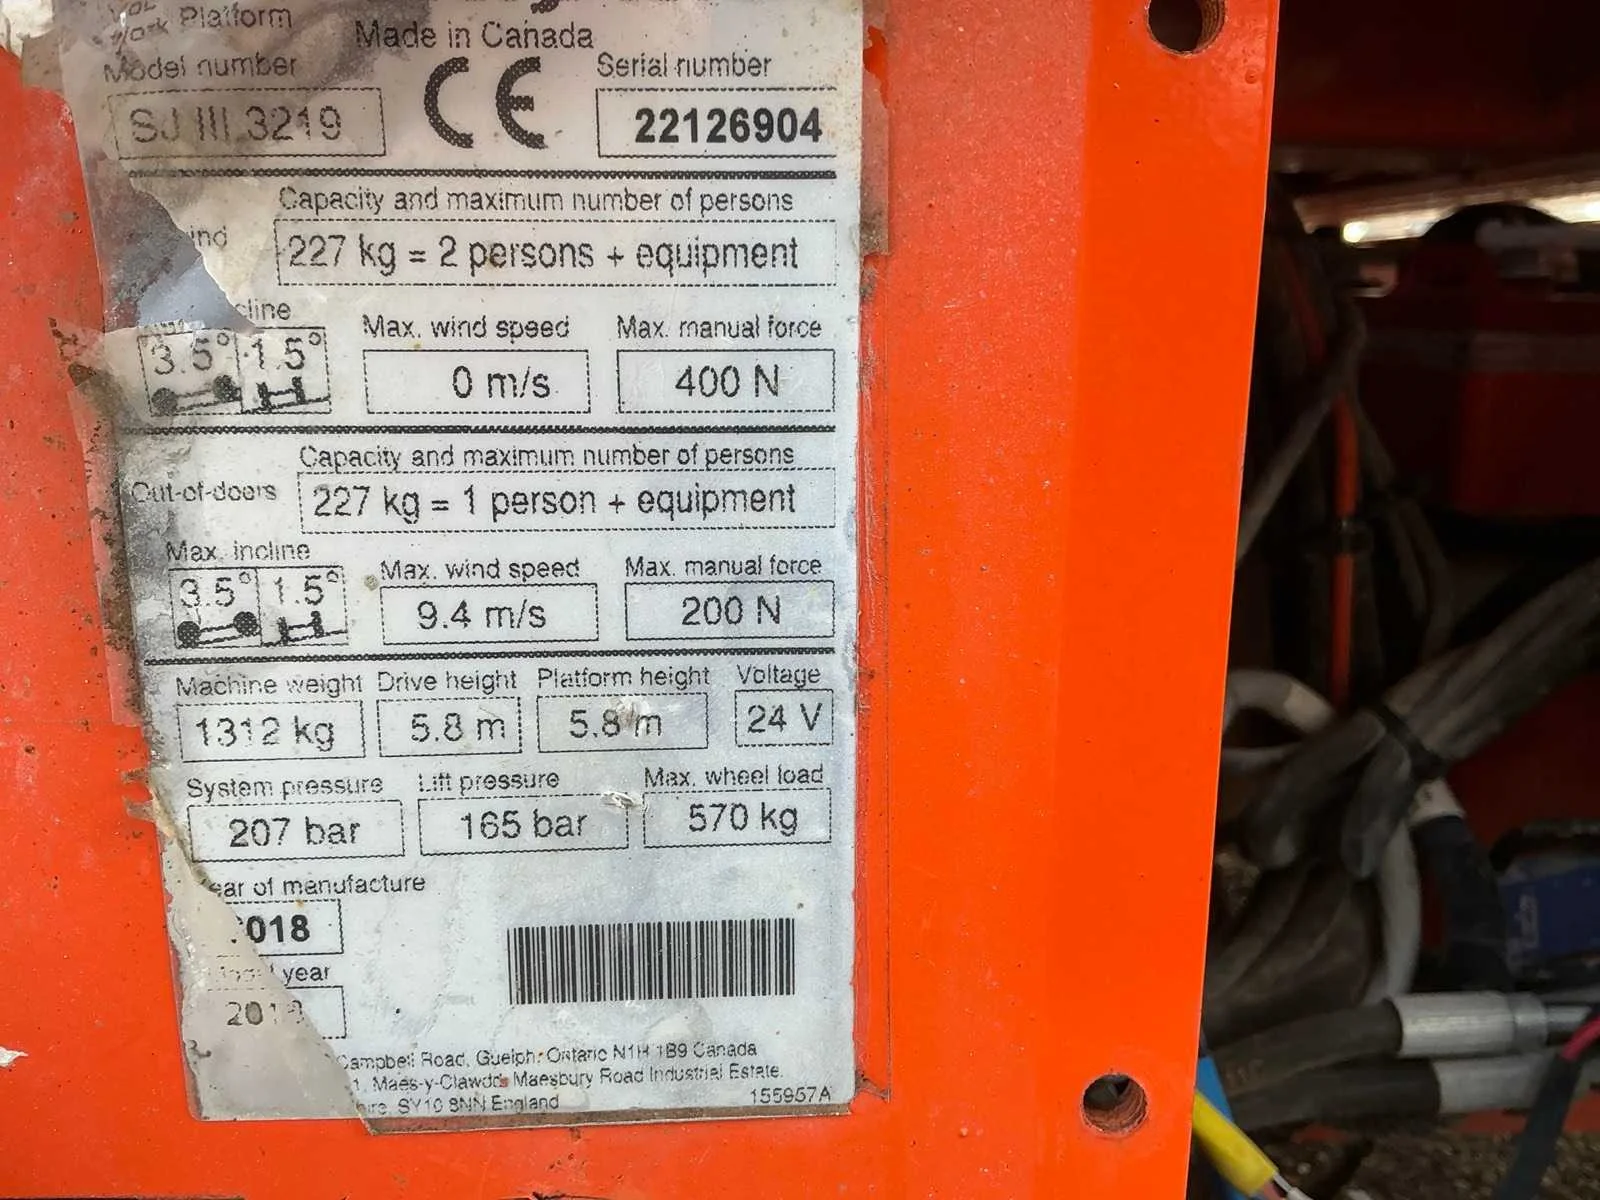 Work Platform
Made in Canada
Model number
CE
Serial number
SJ III 3219
22126904
Capacity and maximum number of persons
227 kg = 2 persons + equipment
Max. wind speed
Max. manual force
3.5° 1.5°
0 m/s
400 N
Capacity and maximum number of persons
Out-of-doors
227 kg = 1 person + equipment
Max. incline
Max. wind speed
Max. manual force
3.5° 1.5°
9.4 m/s
200 N
Machine weight Drive height Platform height Voltage
1312 kg
5.8 m
5.8 m
24 V
System pressure
Lift pressure
Max. wheel load
207 bar
165 bar
570 kg
ear of manufacture
018
year
Campbell Road, Guelph, Ontario N1H 1B9 Canada
1, Maes-y-Clawdd, Maesbury Road Industrial Estate.
hire SY10 8NN England
155957A